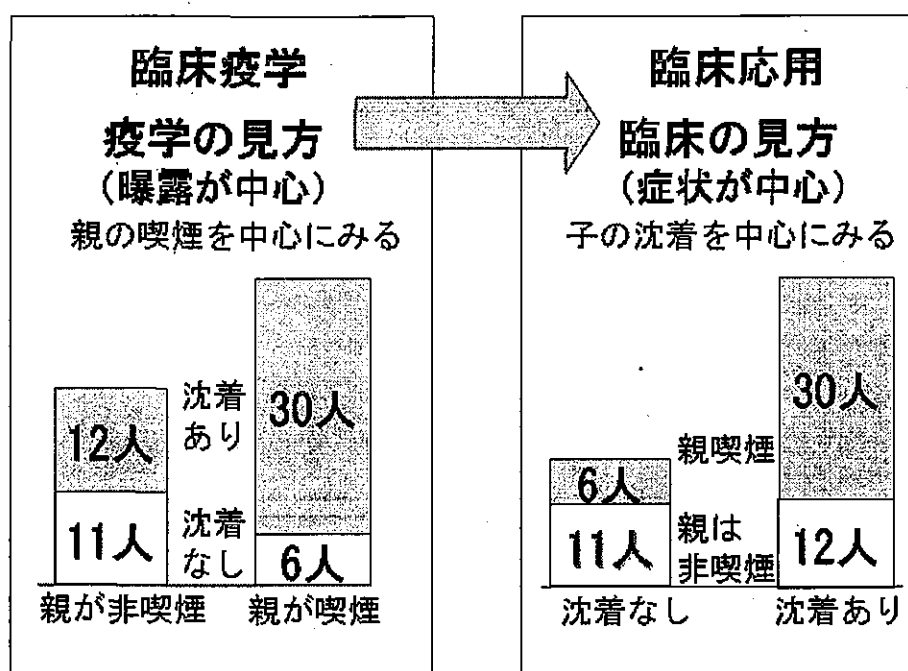 臨床疫学
疫学の見方
(曝露が中心)
親の喫煙を中心にみる
沈着
あり
12人
30人
沈着
なし
11人
6人
親が非喫煙
親が喫煙
臨床応用
臨床の見方
(症状が中心)
子の沈着を中心にみる
30人
親喫煙
6人
親は
非喫煙
11人
12人
沈着なし
沈着あり